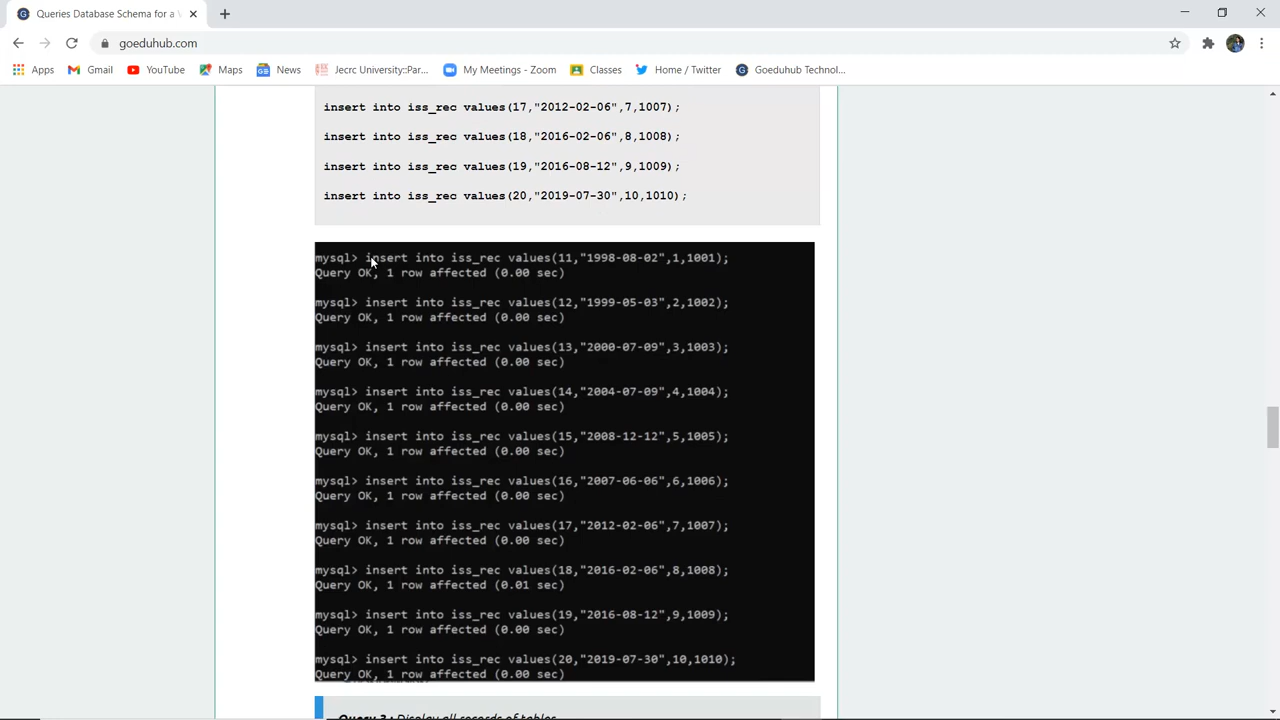 Queries Database Schema for a
goeduhub.com
Apps Gmail YouTube Maps News Jecrc University::Par... My Meetings - Zoom Classes Home / Twitter Goeduhub Technol...
insert into iss_rec values(17,"2012-02-06",7,1007);
insert into iss_rec values(18,"2016-02-06",8,1008);
insert into iss_rec values(19,"2016-08-12",9,1009);
insert into iss_rec values(20,"2019-07-30",10,1010);
mysql> insert into iss_rec values(11,"1998-08-02",1,1001);
Query OK, 1 row affected (0.00 sec)
mysql> insert into iss_rec values(12,"1999-05-03",2,1002);
Query OK, 1 row affected (0.00 sec)
mysql> insert into iss_rec values(13,"2000-07-09",3,1003);
Query OK, 1 row affected (0.00 sec)
mysql> insert into iss_rec values(14,"2004-07-09",4,1004);
Query OK, 1 row affected (0.00 sec)
mysql> insert into iss_rec values(15,"2008-12-12",5,1005);
Query OK, 1 row affected (0.00 sec)
mysql> insert into iss_rec values(16,"2007-06-06",6,1006);
Query OK, 1 row affected (0.00 sec)
mysql> insert into iss_rec values(17,"2012-02-06",7,1007);
Query OK, 1 row affected (0.00 sec)
mysql> insert into iss_rec values(18,"2016-02-06",8,1008);
Query OK, 1 row affected (0.01 sec)
mysql> insert into iss_rec values(19,"2016-08-12",9,1009);
Query OK, 1 row affected (0.00 sec)
mysql> insert into iss_rec values(20,"2019-07-30",10,1010);
Query OK, 1 row affected (0.00 sec)
Query 3 : Display all records of tables